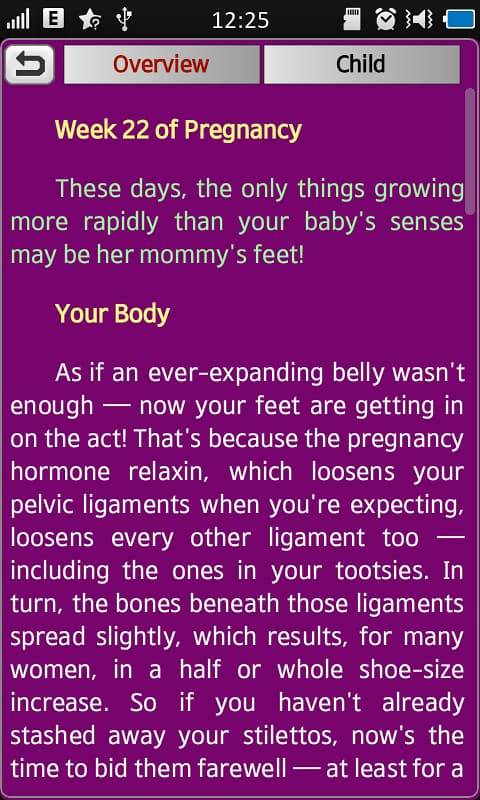 E
12:25
Overview
Child
Week 22 of Pregnancy
These days, the only things growing
more rapidly than your baby's senses
may be her mommy's feet!
Your Body
As if an ever-expanding belly wasn't
enough — now your feet are getting in
on the act! That's because the pregnancy
hormone relaxin, which loosens your
pelvic ligaments when you're expecting,
loosens every other ligament too —
including the ones in your tootsies. In
turn, the bones beneath those ligaments
spread slightly, which results, for many
women, in a half or whole shoe-size
increase. So if you haven't already
stashed away your stilettos, now's the
time to bid them farewell — at least for a